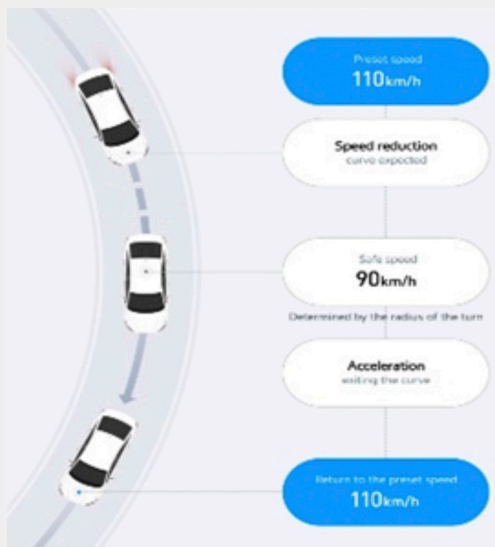 Preset speed
110km/h
Speed reduction
curve expected
Safe speed
90km/h
Determined by the radius of the turn
Acceleration
exiting the curve
Return to the preset speed
110km/h